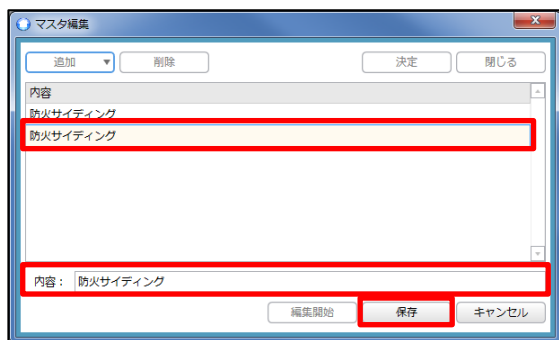 マスタ編集
追加 削除 決定 閉じる
内容
防火サイディング
防火サイディング
内容： 防火サイディング
編集開始 保存 キャンセル